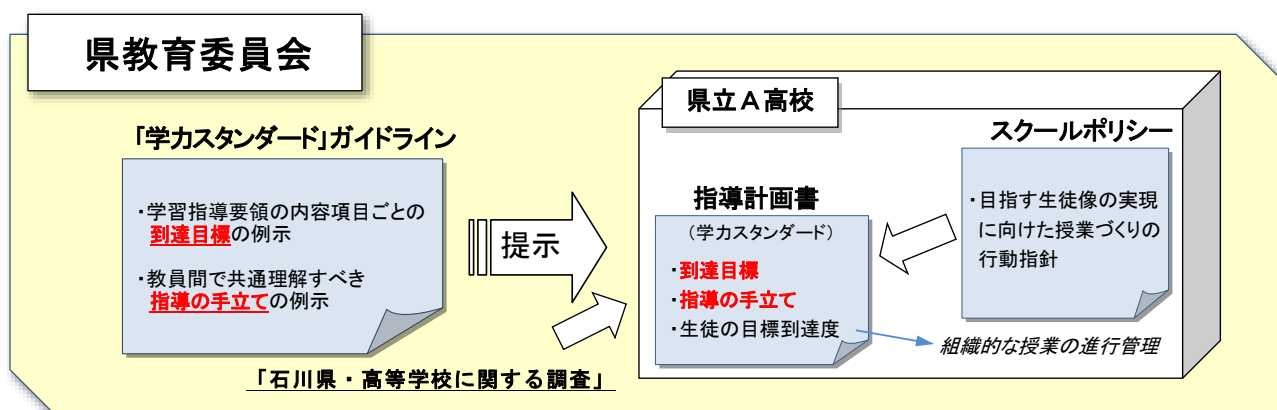 県教育委員会
「学力スタンダード」ガイドライン
・学習指導要領の内容項目ごとの
到達目標の例示
・教員間で共通理解すべき
指導の手立ての例示
提示
「石川県・高等学校に関する調査」
県立A高校
指導計画書
(学力スタンダード)
・到達目標
・指導の手立て
・生徒の目標到達度
スクールポリシー
・目指す生徒像の実現
に向けた授業づくりの
行動指針
組織的な授業の進行管理